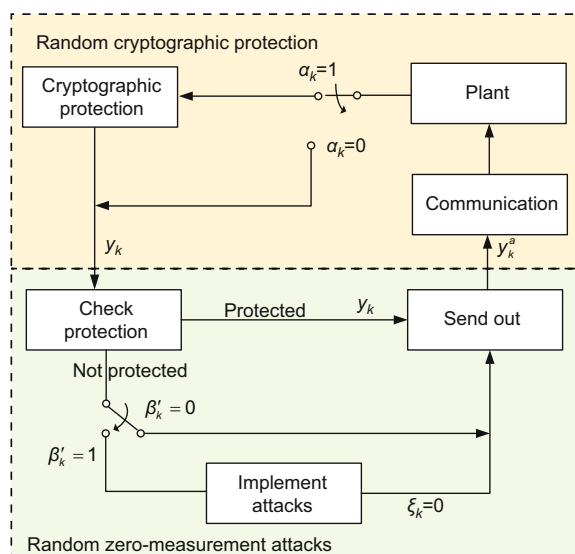 Random cryptographic protection
Cryptographic
protection
α_k=1
Plant
α_k=0
Communication
y_k
y_k^a
Check
protection
Protected
y_k
Send out
Not protected
β'_k = 0
β'_k = 1
Implement
attacks
ξ_k=0
Random zero-measurement attacks